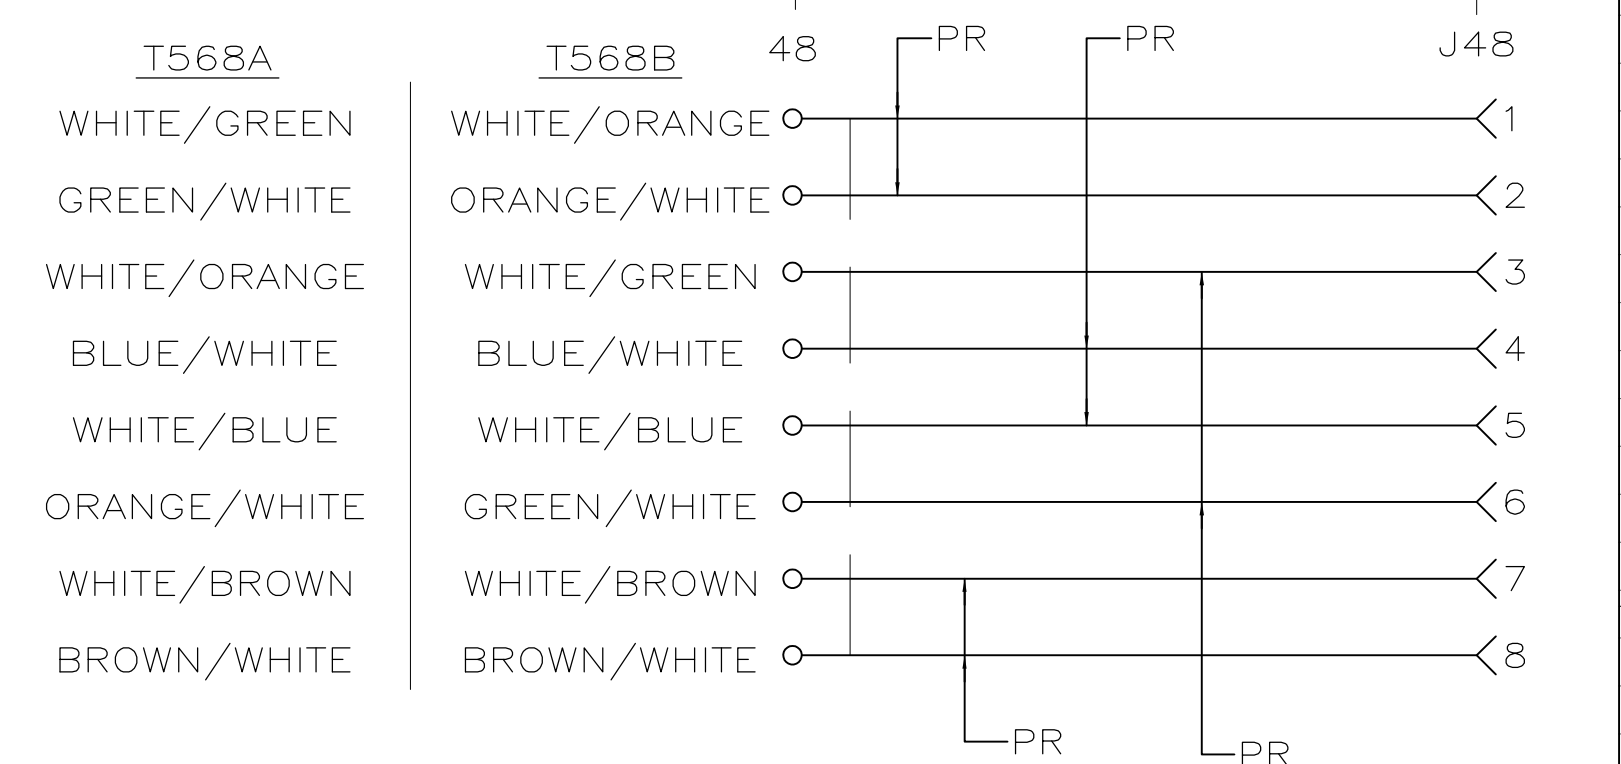 PR PR
T568A T568B 48 J48
WHITE/GREEN WHITE/ORANGE 1
GREEN/WHITE ORANGE/WHITE 2
WHITE/ORANGE WHITE/GREEN 3
BLUE/WHITE BLUE/WHITE 4
WHITE/BLUE WHITE/BLUE 5
ORANGE/WHITE GREEN/WHITE 6
WHITE/BROWN WHITE/BROWN 7
BROWN/WHITE BROWN/WHITE 8
PR PR